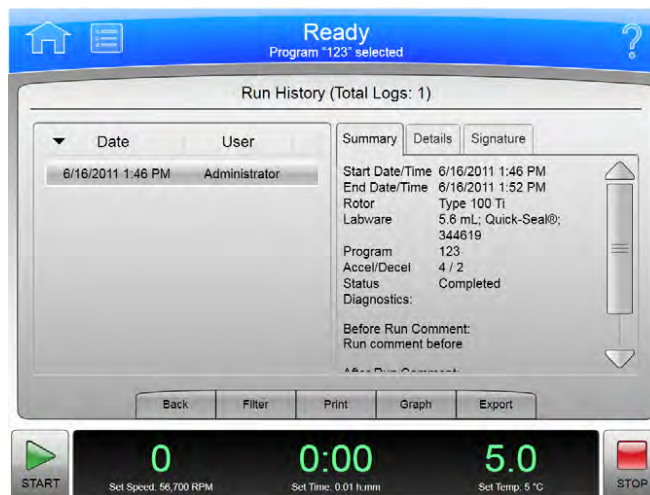 Ready
Program "123" selected
?
Run History (Total Logs: 1)
Date User
6/16/2011 1:46 PM Administrator
Summary Details Signature
Start Date/Time 6/16/2011 1:46 PM
End Date/Time 6/16/2011 1:52 PM
Rotor Type 100 Ti
Labware 5.6 mL; Quick-Seal®;
344619
Program 123
Accel/Decel 4 / 2
Status Completed
Diagnostics:
Before Run Comment:
Run comment before
After Run Comment:
Back Filter Print Graph Export
START
0
Set Speed: 56,700 RPM
0:00
Set Time: 0.01 h:mm
5.0
Set Temp: 5 °C
STOP